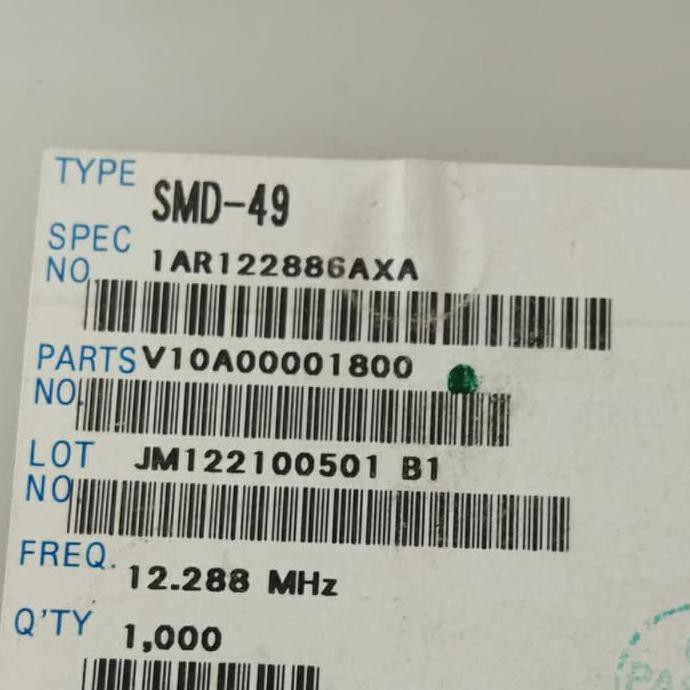 TYPE SMD-49
SPEC NO. 1AR122886AXA
PARTS NO. V10A00001800
LOT NO. JM122100501 B1
FREQ. 12.288 MHz
Q'TY 1,000